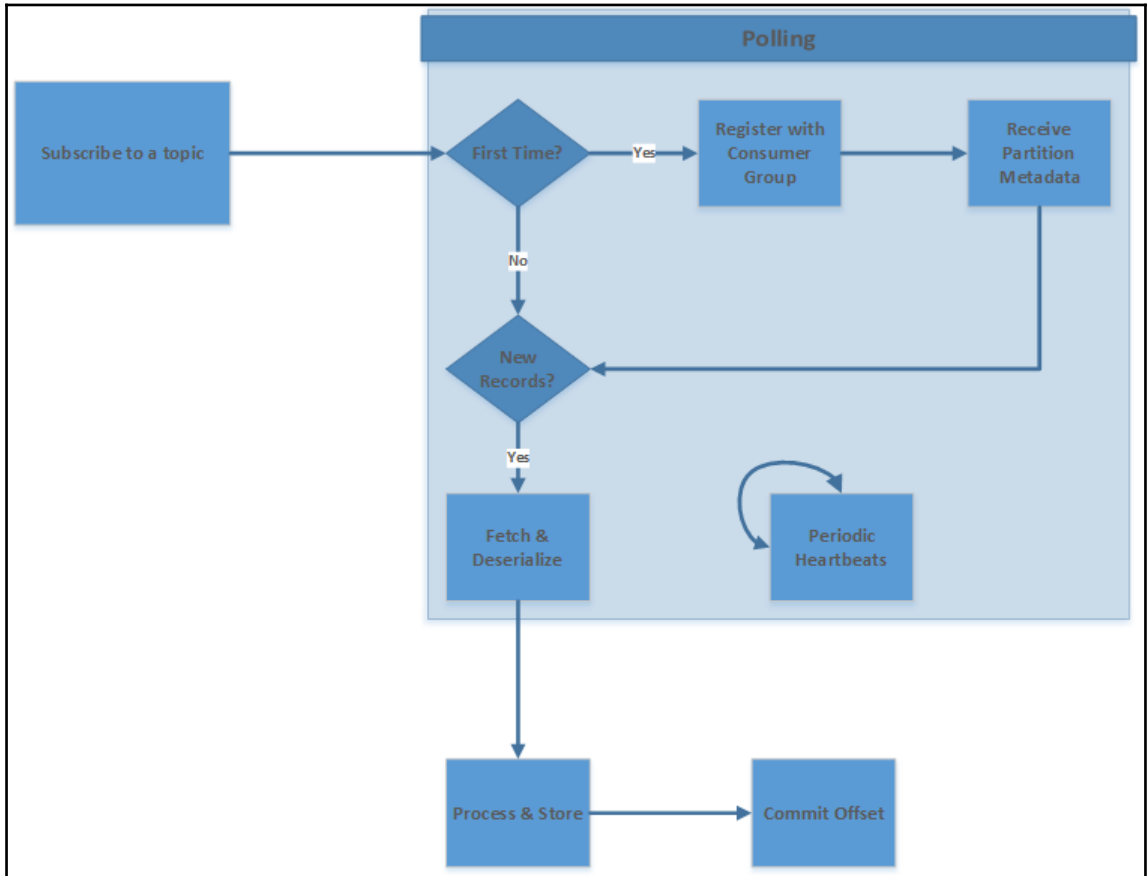 Polling
Subscribe to a topic
First Time?
Yes
Register with
Consumer
Group
Receive
Partition
Metadata
No
New
Records?
Yes
Fetch &
Deserialize
Periodic
Heartbeats
Process & Store
Commit Offset